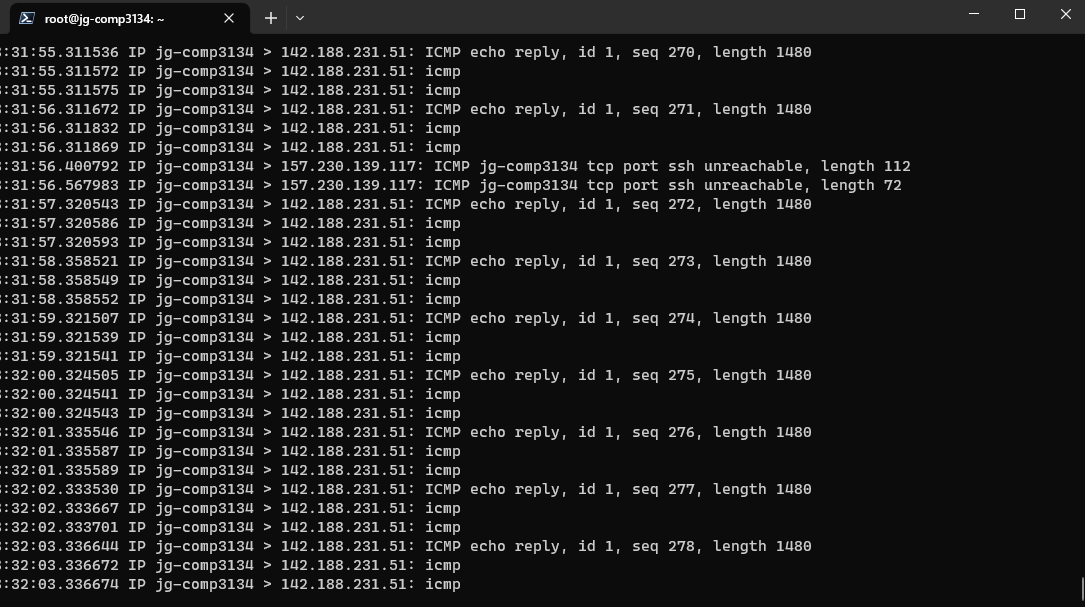 root@jg-comp3134: ~
:31:55.311536 IP jg-comp3134 > 142.188.231.51: ICMP echo reply, id 1, seq 270, length 1480
:31:55.311572 IP jg-comp3134 > 142.188.231.51: icmp
:31:55.311575 IP jg-comp3134 > 142.188.231.51: icmp
:31:56.311672 IP jg-comp3134 > 142.188.231.51: ICMP echo reply, id 1, seq 271, length 1480
:31:56.311832 IP jg-comp3134 > 142.188.231.51: icmp
:31:56.311869 IP jg-comp3134 > 142.188.231.51: icmp
:31:56.400792 IP jg-comp3134 > 157.230.139.117: ICMP jg-comp3134 tcp port ssh unreachable, length 112
:31:56.567983 IP jg-comp3134 > 157.230.139.117: ICMP jg-comp3134 tcp port ssh unreachable, length 72
:31:57.320543 IP jg-comp3134 > 142.188.231.51: ICMP echo reply, id 1, seq 272, length 1480
:31:57.320586 IP jg-comp3134 > 142.188.231.51: icmp
:31:57.320593 IP jg-comp3134 > 142.188.231.51: icmp
:31:58.358521 IP jg-comp3134 > 142.188.231.51: ICMP echo reply, id 1, seq 273, length 1480
:31:58.358549 IP jg-comp3134 > 142.188.231.51: icmp
:31:58.358552 IP jg-comp3134 > 142.188.231.51: icmp
:31:59.321507 IP jg-comp3134 > 142.188.231.51: ICMP echo reply, id 1, seq 274, length 1480
:31:59.321539 IP jg-comp3134 > 142.188.231.51: icmp
:31:59.321541 IP jg-comp3134 > 142.188.231.51: icmp
:32:00.324505 IP jg-comp3134 > 142.188.231.51: ICMP echo reply, id 1, seq 275, length 1480
:32:00.324541 IP jg-comp3134 > 142.188.231.51: icmp
:32:00.324543 IP jg-comp3134 > 142.188.231.51: icmp
:32:01.335546 IP jg-comp3134 > 142.188.231.51: ICMP echo reply, id 1, seq 276, length 1480
:32:01.335587 IP jg-comp3134 > 142.188.231.51: icmp
:32:01.335589 IP jg-comp3134 > 142.188.231.51: icmp
:32:02.333530 IP jg-comp3134 > 142.188.231.51: ICMP echo reply, id 1, seq 277, length 1480
:32:02.333667 IP jg-comp3134 > 142.188.231.51: icmp
:32:02.333701 IP jg-comp3134 > 142.188.231.51: icmp
:32:03.336644 IP jg-comp3134 > 142.188.231.51: ICMP echo reply, id 1, seq 278, length 1480
:32:03.336672 IP jg-comp3134 > 142.188.231.51: icmp
:32:03.336674 IP jg-comp3134 > 142.188.231.51: icmp